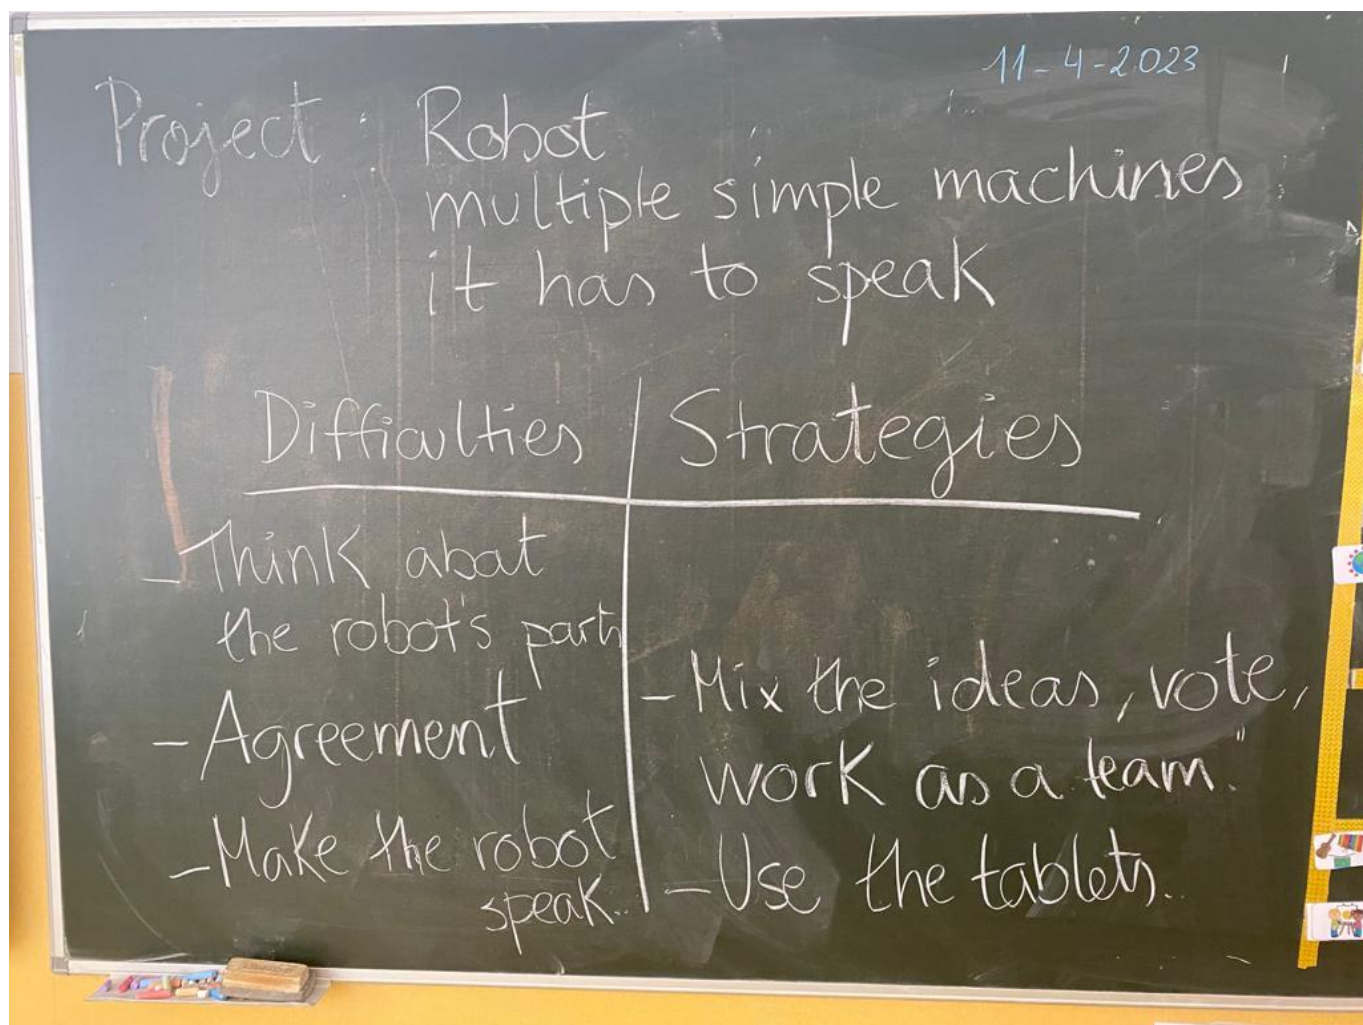 11-4-2023
Project: Robot
multiple simple machines
it has to speak
Difficulties
Strategies
- Think about
the robot's parts
- Agreement
- Make the robot
speak.
- Mix the ideas, vote,
work as a team.
- Use the tablets.